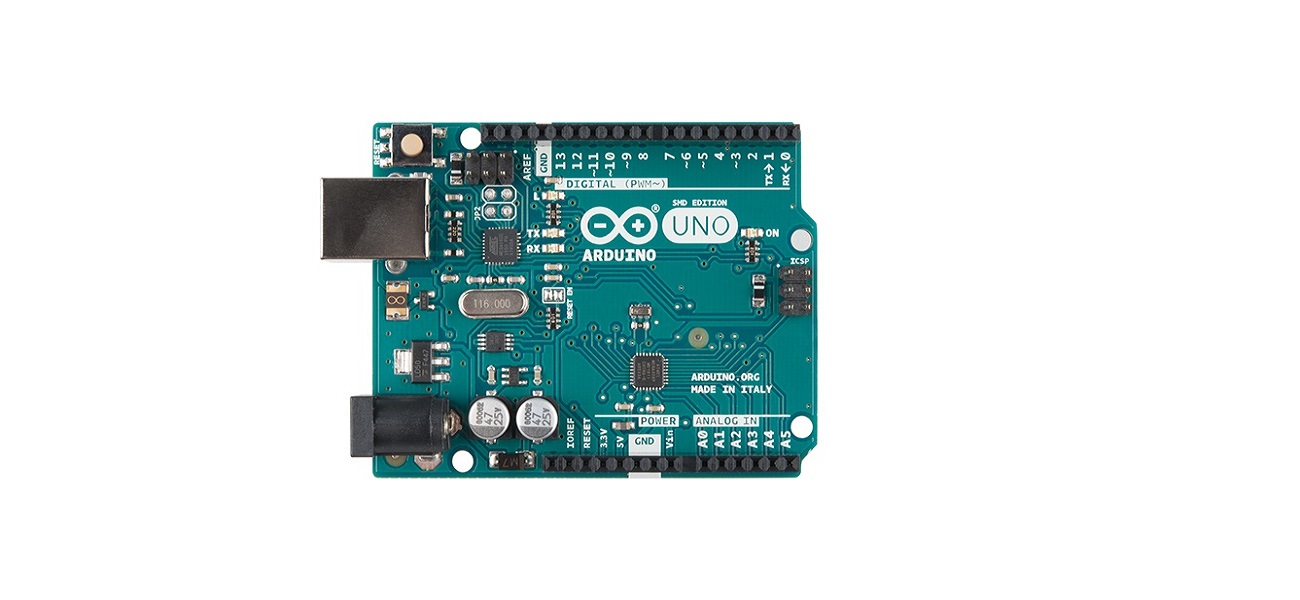 RESET
AREF
GND
13
12
~11
~10
~9
8
7
~6
~5
4
~3
2
TX→1
RX←0
DIGITAL (PWM~)
L
JP2
SMD EDITION
®
UNO
TX
RX
ON
ARDUINO
ICSP
RESET EN
116 000
ARDUINO.ORG
MADE IN ITALY
47
25V
47
25V
POWER
ANALOG IN
IOREF
RESET
3.3V
5V
GND
Vin
A0
A1
A2
A3
A4
A5
M7